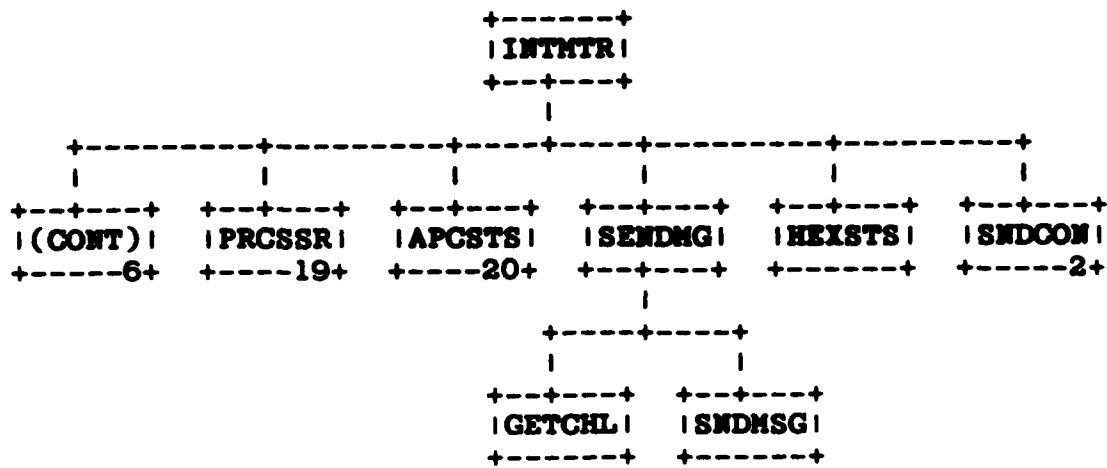 INTMTR
(CONT) PRCSSR APCSTS SENDMG HEXSTS SNDCON
6 19 20 2
GETCHL SNDMSG